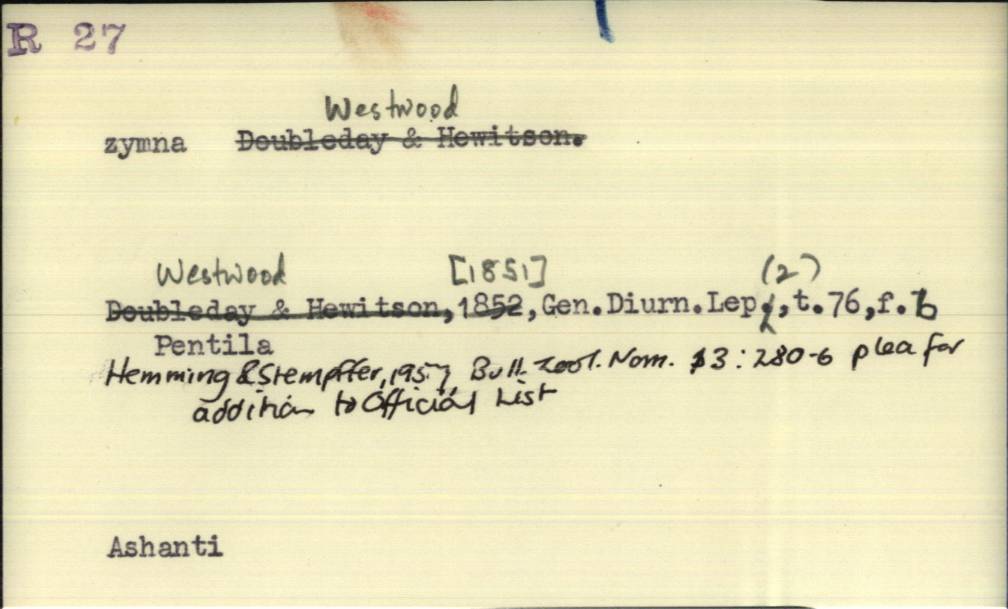 R 27
Westwood
zymna Doubleday & Hewitson.
Westwood [1851] (2)
Doubleday & Hewitson, 1852, Gen. Diurn. Lep., t. 76, f. 6
Pentila
Hemming & Stempffer, 1957, Bull. Zool. Nom. 13: 280-6 plea for
addition to Official List
Ashanti